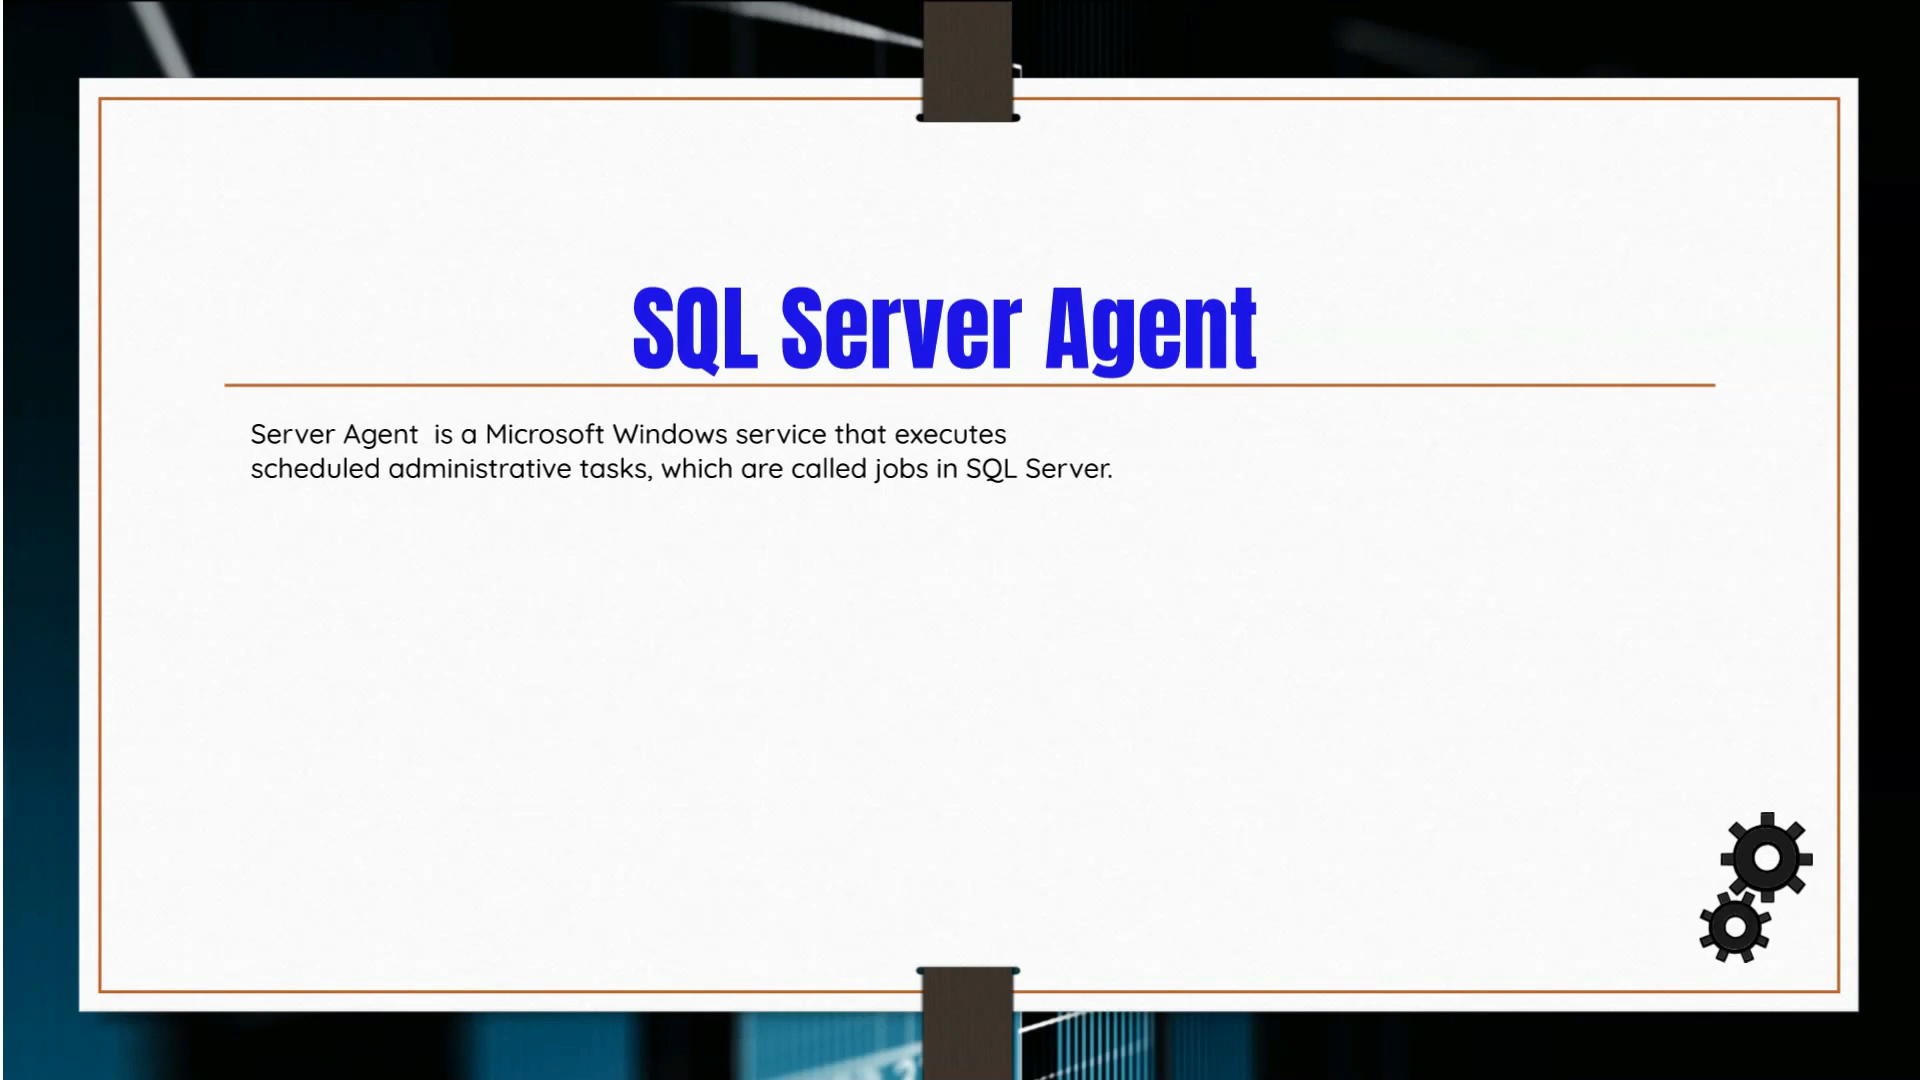 SQL Server Agent
Server Agent  is a Microsoft Windows service that executes
scheduled administrative tasks, which are called jobs in SQL Server.